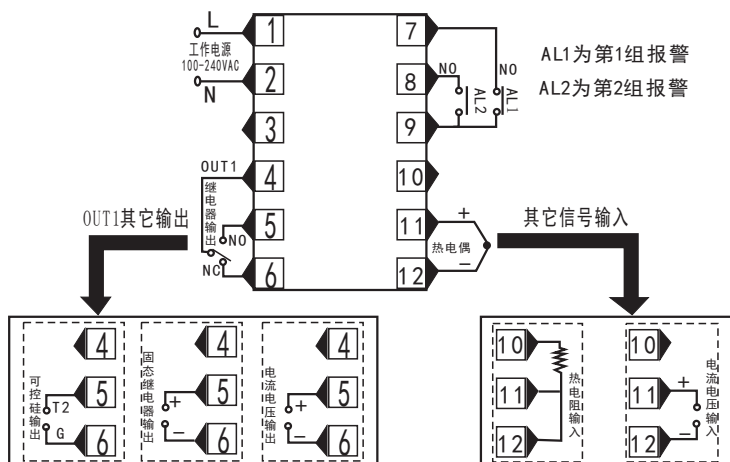 L
工作电源
100-240VAC
N
1
2
3
OUT1
4
继电器输出
5
NO
NC
6
7
8
NO
NO
AL2
AL1
9
10
11
+
热电偶
12
−
AL1为第1组报警
AL2为第2组报警
OUT1其它输出
其它信号输入
可控硅输出
4
5
T2
G
6
固态继电器输出
4
5
+
−
6
电流电压输出
4
5
+
−
6
10
11
12
热电阻输入
10
11
+
12
−
电流电压输入